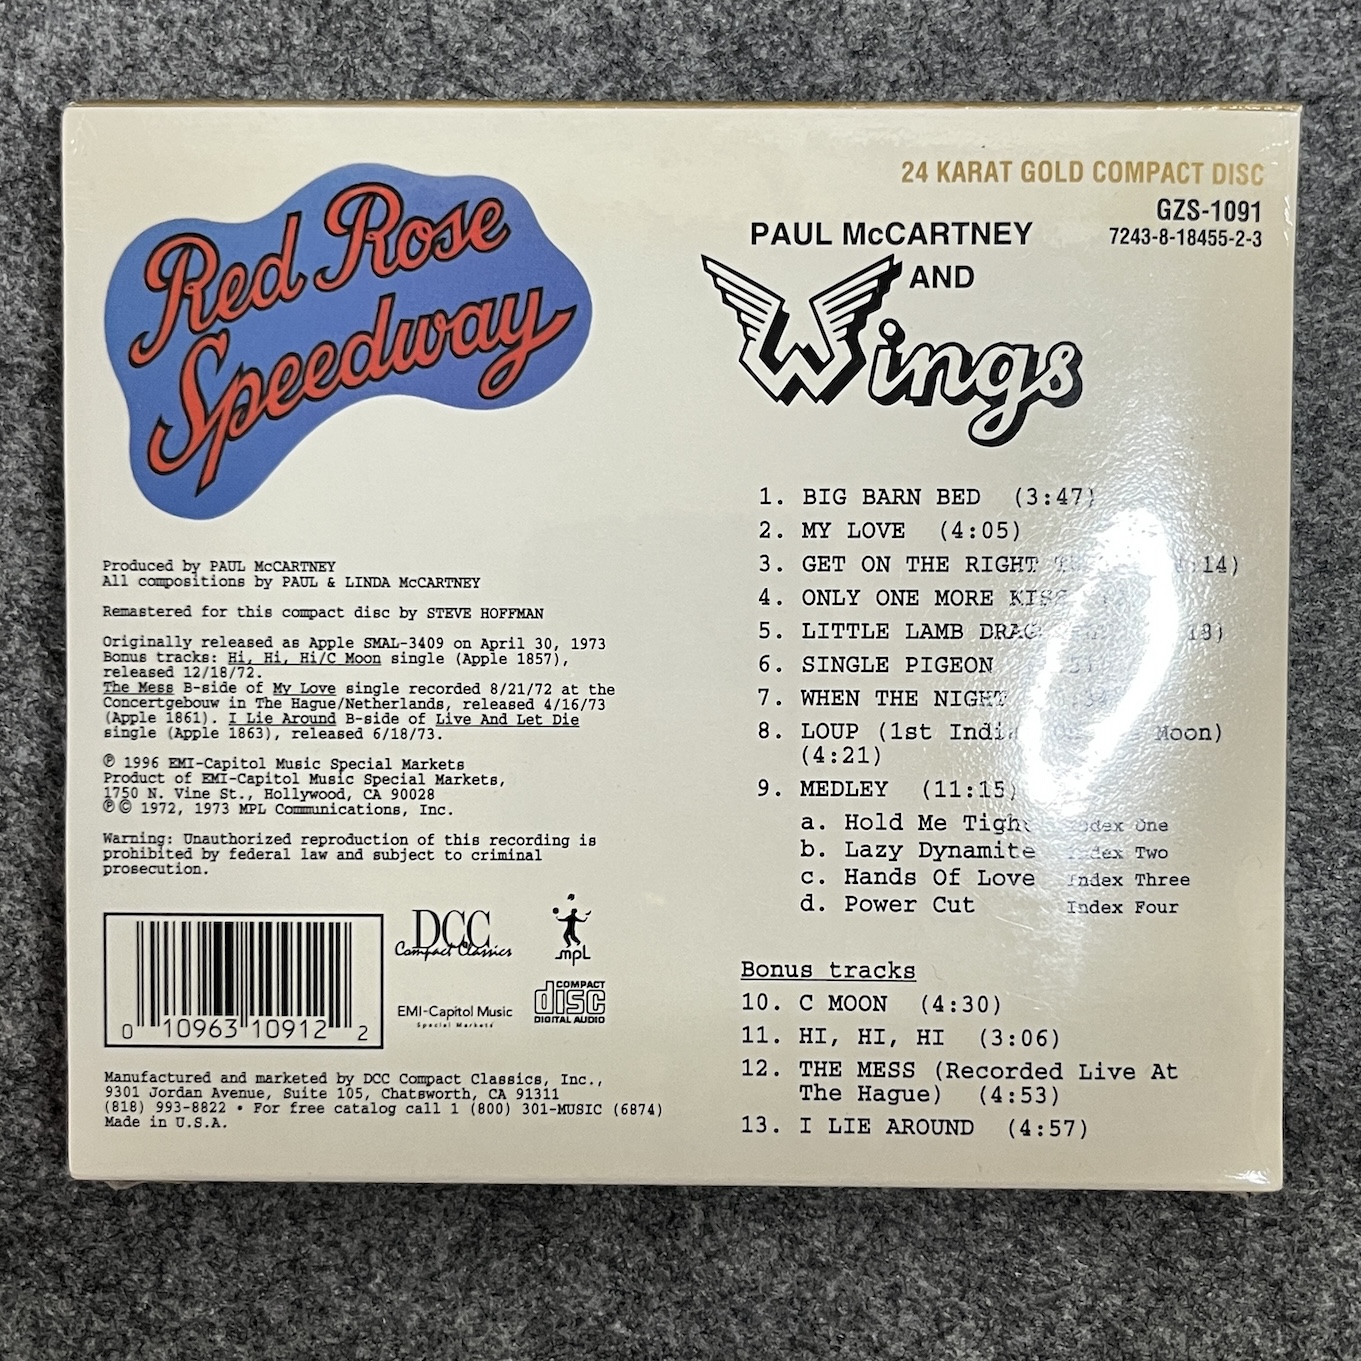 Red Rose
Speedway
24 KARAT GOLD COMPACT DISC
GZS-1091
7243-8-18455-2-3
PAUL McCARTNEY
AND
Wings
Produced by PAUL McCARTNEY
All compositions by PAUL & LINDA McCARTNEY
Remastered for this compact disc by STEVE HOFFMAN
Originally released as Apple SMAL-3409 on April 30, 1973
Bonus tracks: Hi, Hi, Hi/C Moon single (Apple 1857),
released 12/18/72.
The Mess B-side of My Love single recorded 8/21/72 at the
Concertgebouw in The Hague/Netherlands, released 4/16/73
(Apple 1861). I Lie Around B-side of Live And Let Die
single (Apple 1863), released 6/18/73.
℗ 1996 EMI-Capitol Music Special Markets
Product of EMI-Capitol Music Special Markets,
1750 N. Vine St., Hollywood, CA 90028
℗ © 1972, 1973 MPL Communications, Inc.
Warning: Unauthorized reproduction of this recording is
prohibited by federal law and subject to criminal
prosecution.
0 10963 10912 2
DCC
Compact Classics
mpL
EMI-Capitol Music
Special Markets
COMPACT
disc
DIGITAL AUDIO
Manufactured and marketed by DCC Compact Classics, Inc.,
9301 Jordan Avenue, Suite 105, Chatsworth, CA 91311
(818) 993-8822 • For free catalog call 1 (800) 301-MUSIC (6874)
Made in U.S.A.
1. BIG BARN BED (3:47)
2. MY LOVE (4:05)
3. GET ON THE RIGHT
4. ONLY ONE MORE KISS
5. LITTLE LAMB
6. SINGLE PIGEON
7. WHEN THE NIGHT
8. LOUP (1st Moon)
(4:21)
9. MEDLEY (11:15)
a. Hold Me Tight Index One
b. Lazy Dynamite Index Two
c. Hands Of Love Index Three
d. Power Cut Index Four
Bonus tracks
10. C MOON (4:30)
11. HI, HI, HI (3:06)
12. THE MESS (Recorded Live At
The Hague) (4:53)
13. I LIE AROUND (4:57)